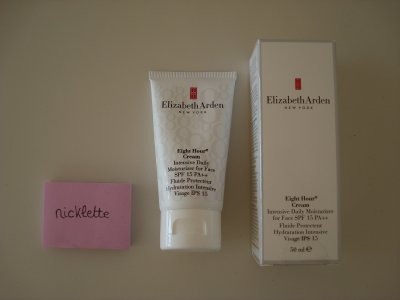 nicklette
Elizabeth Arden
NEW YORK
Eight Hour®
Cream
Intensive Daily
Moisturizer for Face
SPF 15 PA++
Fluide Protecteur
Hydratation Intensive
Visage IPS 15
Elizabeth Arden
NEW YORK
Eight Hour®
Cream
Intensive Daily Moisturizer
for Face SPF 15 PA++
Fluide Protecteur
Hydratation Intensive
Visage IPS 15
50 ml ℮